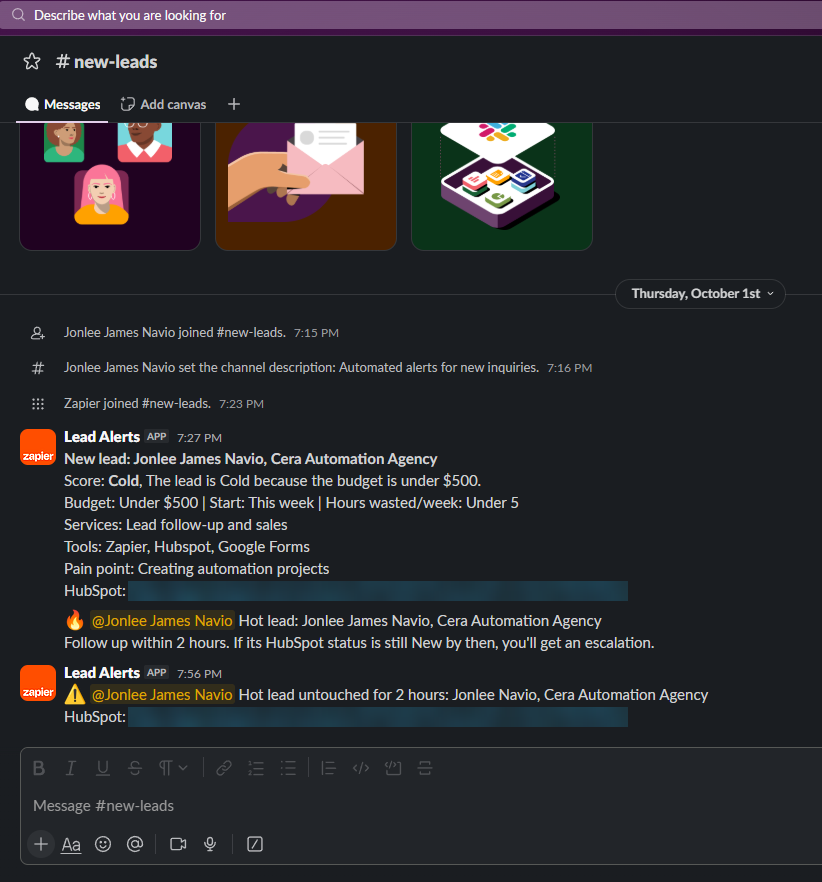 Describe what you are looking for
# new-leads
Messages Add canvas +
Thursday, October 1st
Jonlee James Navio joined #new-leads. 7:15 PM
# Jonlee James Navio set the channel description: Automated alerts for new inquiries. 7:16 PM
Zapier joined #new-leads. 7:23 PM
zapier
Lead Alerts APP 7:27 PM
New lead: Jonlee James Navio, Cera Automation Agency
Score: Cold, The lead is Cold because the budget is under $500.
Budget: Under $500 | Start: This week | Hours wasted/week: Under 5
Services: Lead follow-up and sales
Tools: Zapier, Hubspot, Google Forms
Pain point: Creating automation projects
HubSpot:
🔥 @Jonlee James Navio Hot lead: Jonlee James Navio, Cera Automation Agency
Follow up within 2 hours. If its HubSpot status is still New by then, you'll get an escalation.
zapier
Lead Alerts APP 7:56 PM
⚠️ @Jonlee James Navio Hot lead untouched for 2 hours: Jonlee Navio, Cera Automation Agency
HubSpot:
B I U S
Message #new-leads
+ Aa @